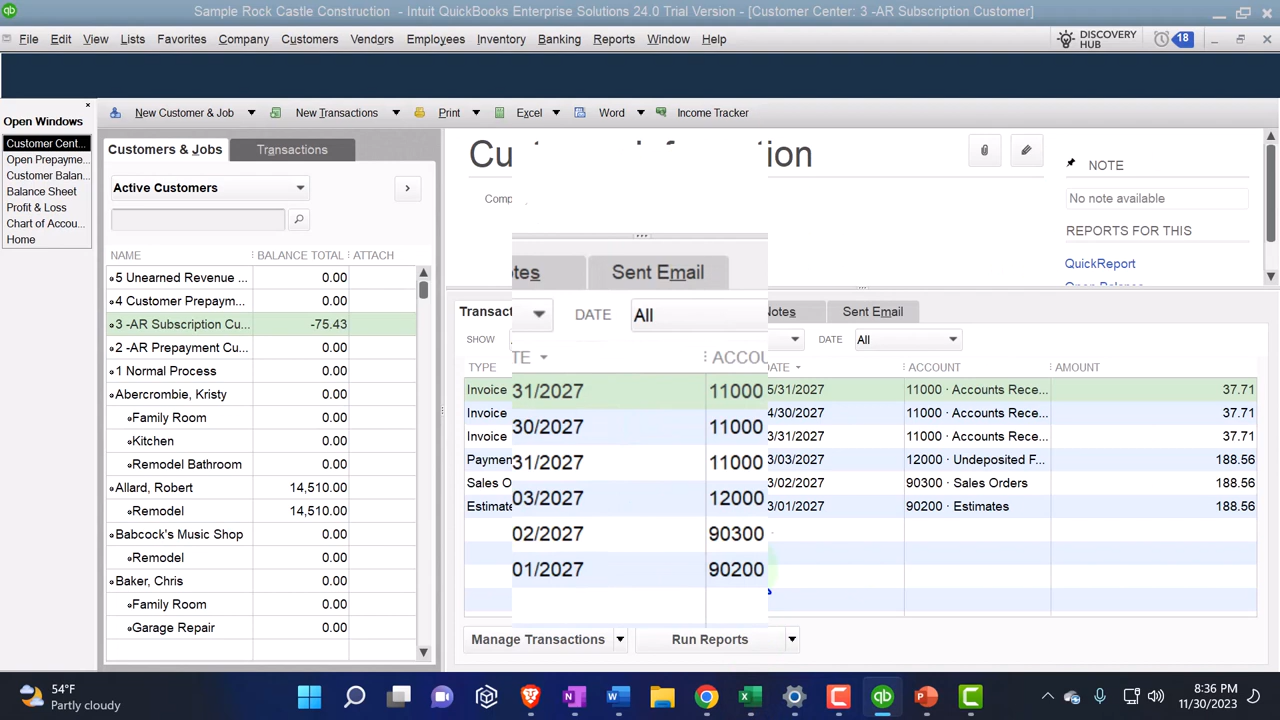 Sample Rock Castle Construction - Intuit QuickBooks Enterprise Solutions 24.0 Trial Version - [Customer Center: 3 -AR Subscription Customer]
File Edit View Lists Favorites Company Customers Vendors Employees Inventory Banking Reports Window Help
DISCOVERY HUB 18
New Customer & Job New Transactions Print Excel Word Income Tracker
Open Windows
Customer Cent...
Open Prepayme...
Customer Balan...
Balance Sheet
Profit & Loss
Chart of Accou...
Home
Customers & Jobs Transactions
Active Customers
NAME BALANCE TOTAL ATTACH
5 Unearned Revenue ... 0.00
4 Customer Prepaym... 0.00
3 -AR Subscription Cu... -75.43
2 -AR Prepayment Cu... 0.00
1 Normal Process 0.00
Abercrombie, Kristy 0.00
Family Room 0.00
Kitchen 0.00
Remodel Bathroom 0.00
Allard, Robert 14,510.00
Remodel 14,510.00
Babcock's Music Shop 0.00
Remodel 0.00
Baker, Chris 0.00
Family Room 0.00
Garage Repair 0.00
Comp
NOTE
No note available
REPORTS FOR THIS
QuickReport
tes Sent Email
DATE All
TE ACCOU
31/2027 11000
30/2027 11000
31/2027 11000
03/2027 12000
02/2027 90300
01/2027 90200
Transact Notes Sent Email
SHOW DATE All
TYPE DATE ACCOUNT AMOUNT
Invoice 5/31/2027 11000 · Accounts Rece... 37.71
Invoice 4/30/2027 11000 · Accounts Rece... 37.71
Invoice 3/31/2027 11000 · Accounts Rece... 37.71
Paymen 3/03/2027 12000 · Undeposited F... 188.56
Sales O 3/02/2027 90300 · Sales Orders 188.56
Estimate 3/01/2027 90200 · Estimates 188.56
Manage Transactions Run Reports
54°F
Partly cloudy
8:36 PM
11/30/2023